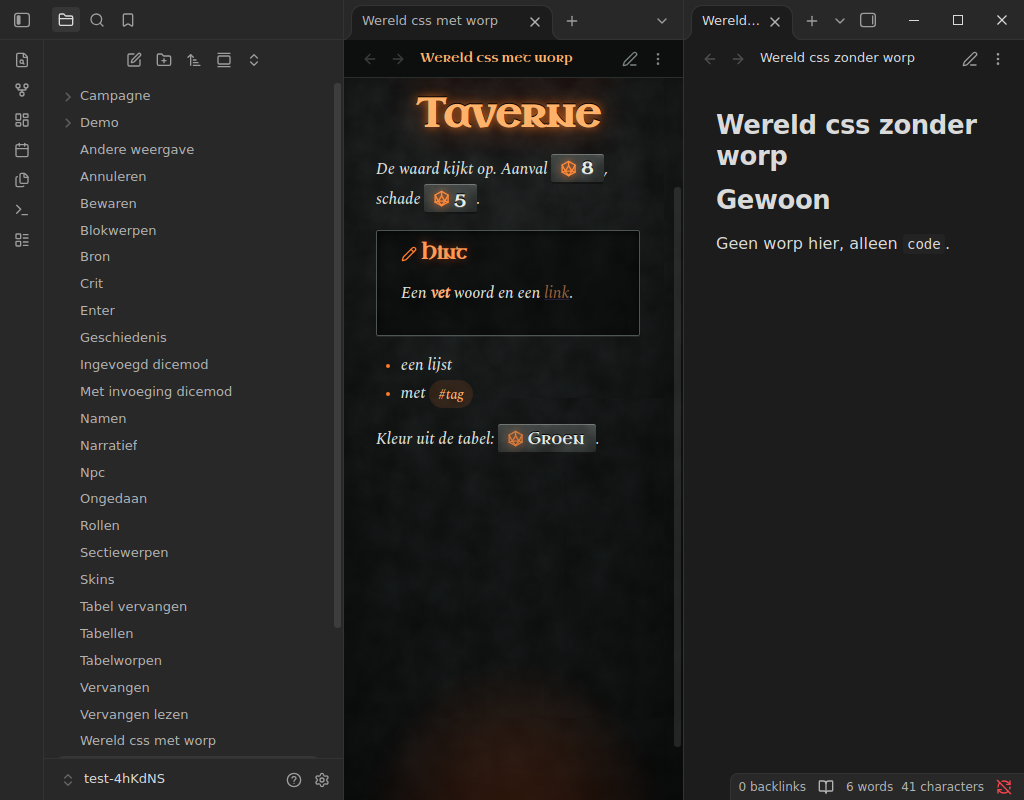 Wereld css met worp
Wereld...
Wereld css met worp
Wereld css zonder worp
Campagne
Demo
Andere weergave
Annuleren
Bewaren
Blokwerpen
Bron
Crit
Enter
Geschiedenis
Ingevoegd dicemod
Met invoeging dicemod
Namen
Narratief
Npc
Ongedaan
Rollen
Sectiewerpen
Skins
Tabel vervangen
Tabellen
Tabelworpen
Vervangen
Vervangen lezen
Wereld css met worp
test-4hKdNS
Taverne
De waard kijkt op. Aanval 8,
schade 5.
Hint
Een vet woord en een link.
een lijst
met #tag
Kleur uit de tabel: Groen.
Wereld css zonder
worp
Gewoon
Geen worp hier, alleen code.
0 backlinks 6 words 41 characters